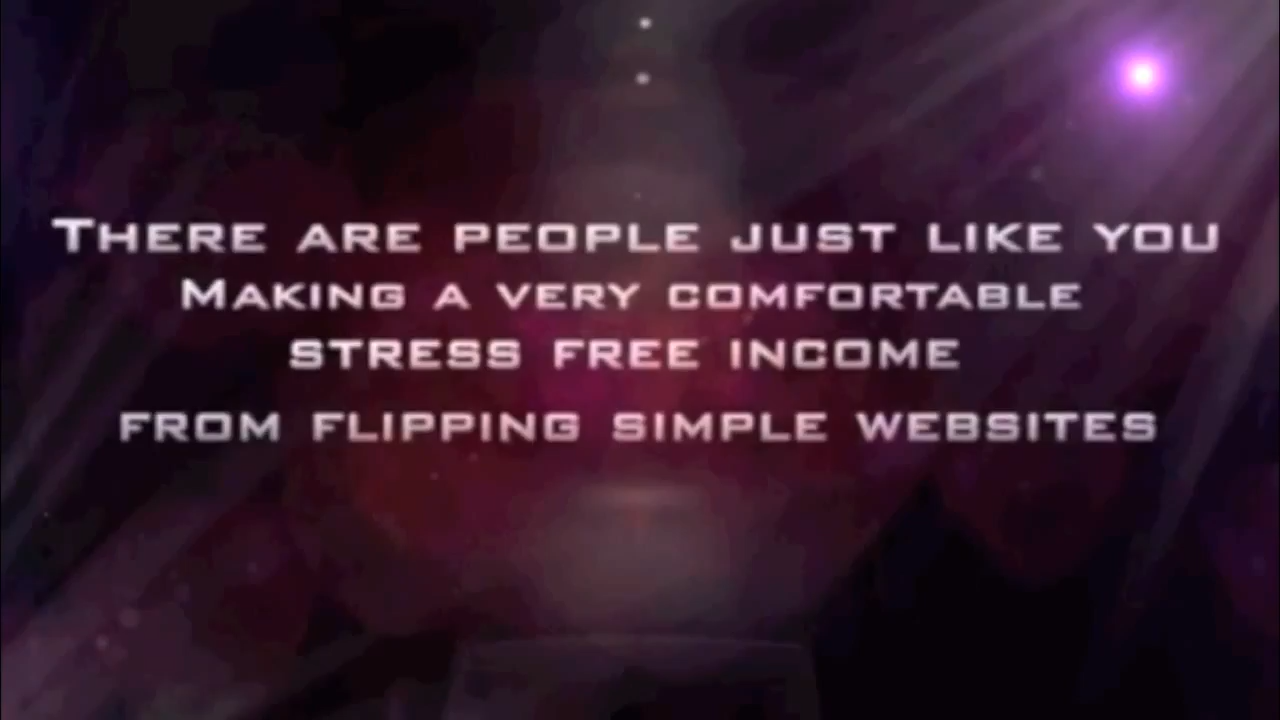 There are people just like you
Making a very comfortable
stress free income
from flipping simple websites